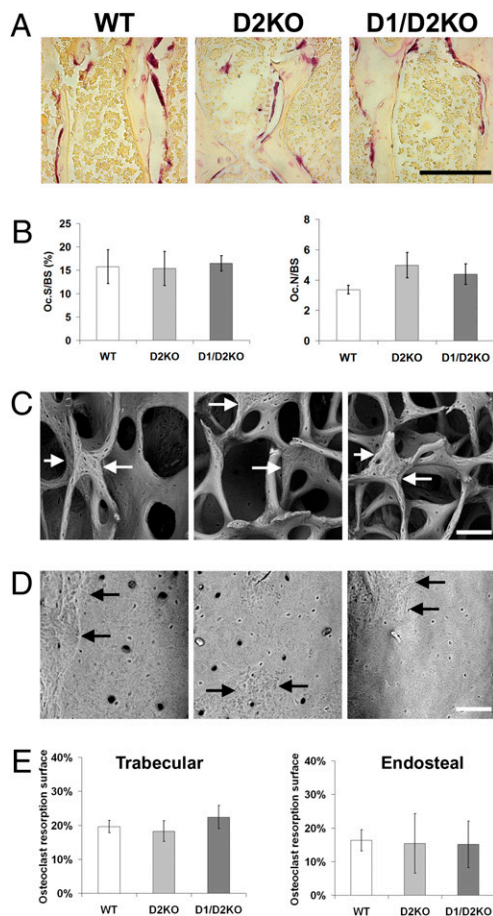 A
WT D2KO D1/D2KO
B
Oc.S/BS (%)
25
20
15
10
5
0
WT D2KO D1/D2KO
Oc.N/BS
8
6
4
2
0
WT D2KO D1/D2KO
C
D
E
Trabecular
Osteoclast resorption surface
40%
30%
20%
10%
0%
WT D2KO D1/D2KO
Endosteal
Osteoclast resorption surface
40%
30%
20%
10%
0%
WT D2KO D1/D2KO